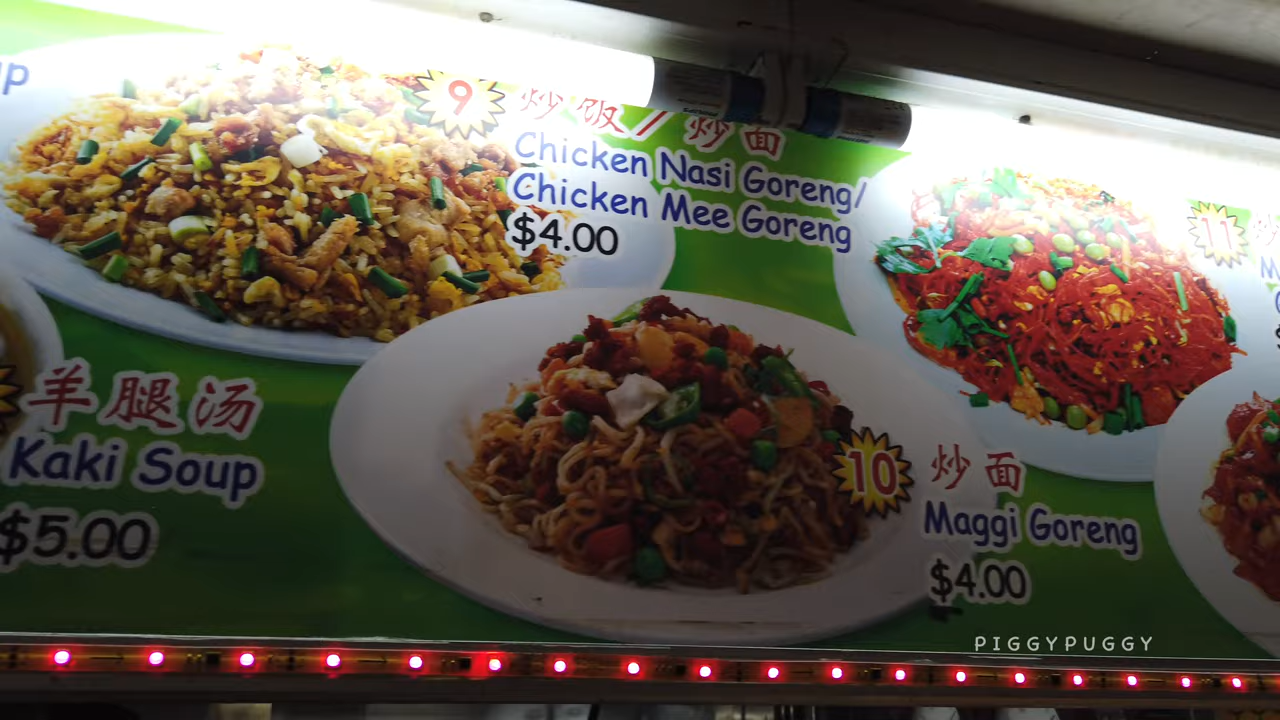 up
9
炒饭/炒面
Chicken Nasi Goreng/
Chicken Mee Goreng
$4.00
11
羊腿汤
Kaki Soup
$5.00
10
炒面
Maggi Goreng
$4.00
PIGGYPUGGY